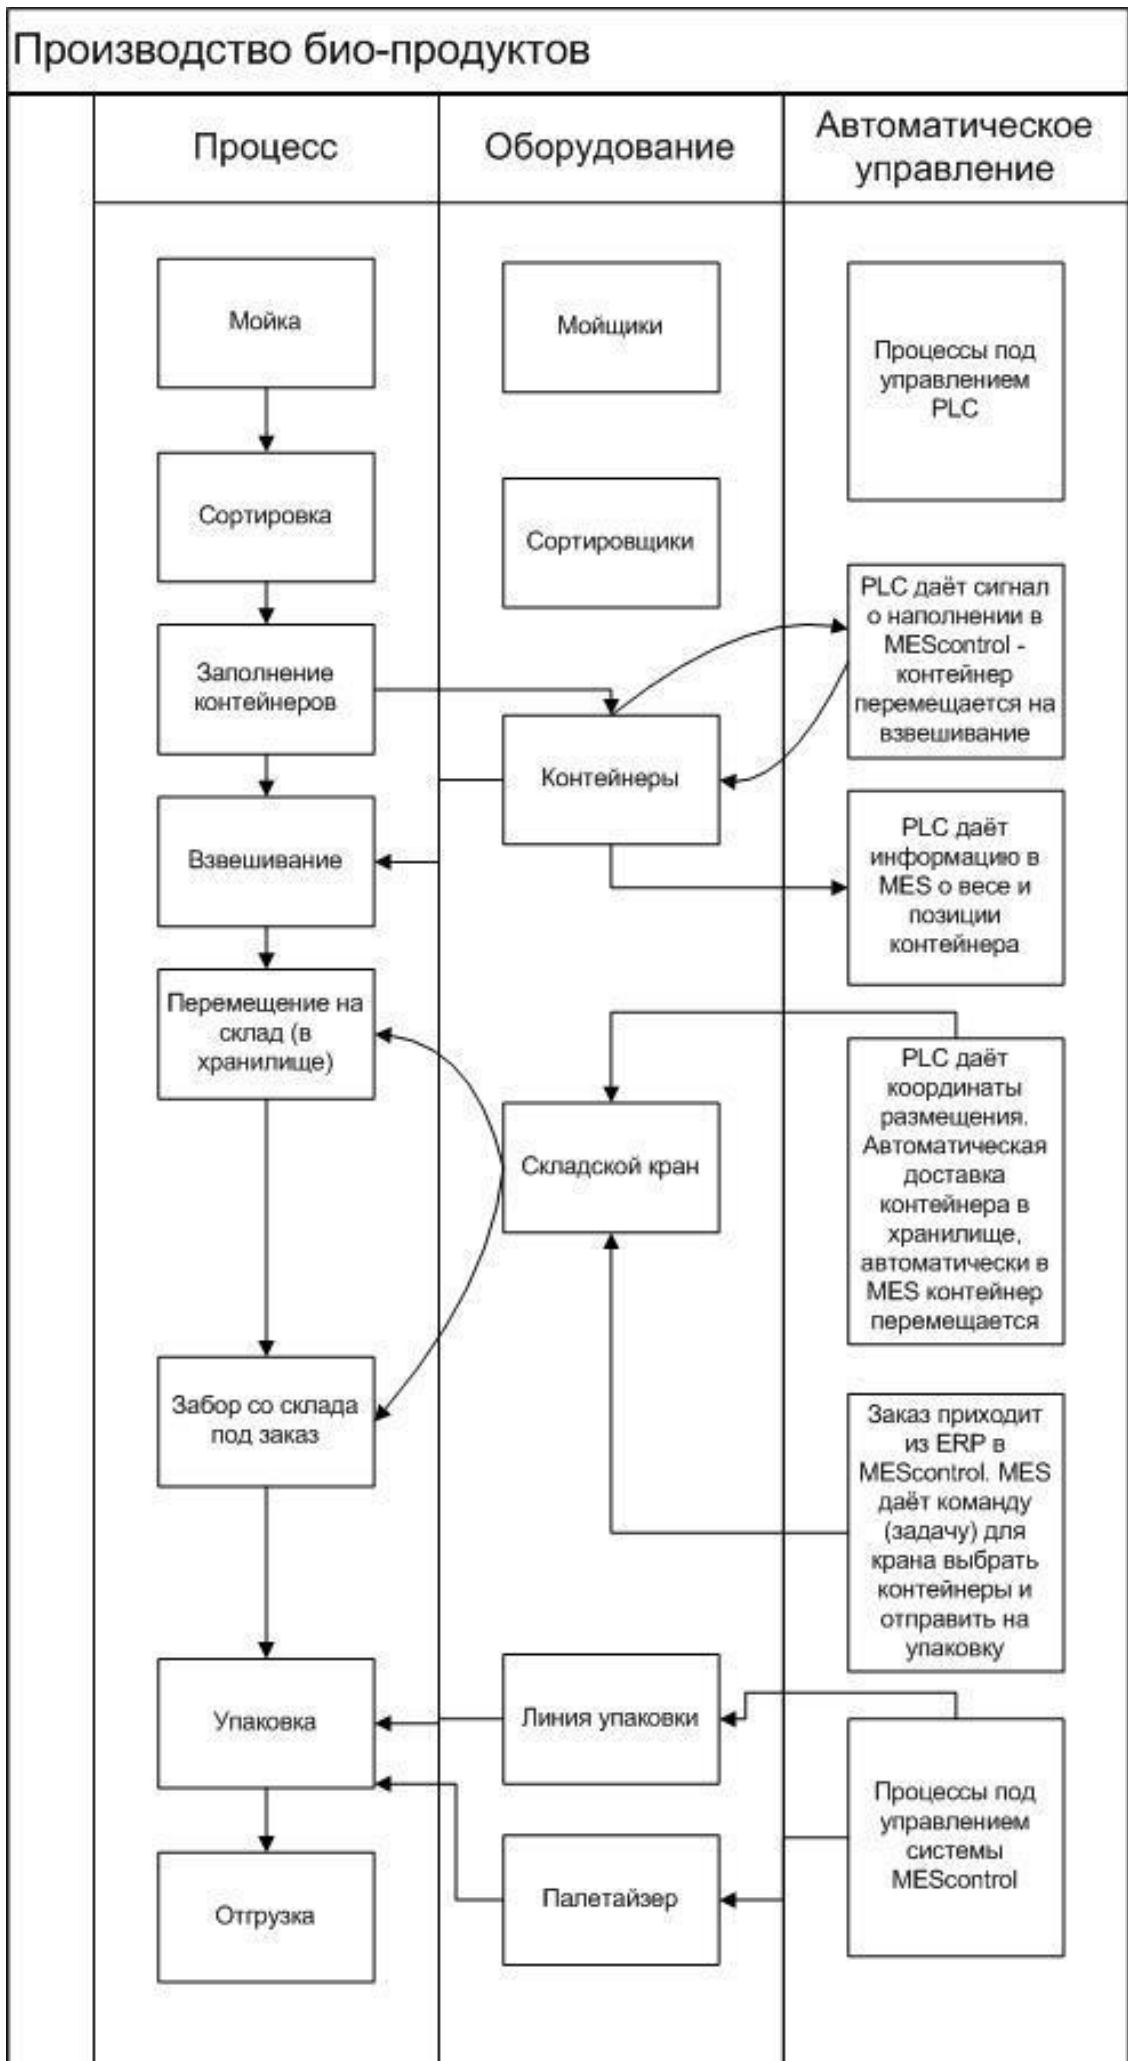 Производство био-продуктов
Процесс
Оборудование
Автоматическое
управление
Мойка
Мойщики
Процессы под
управлением
PLC
Сортировка
Сортировщики
PLC даёт сигнал
о наполнении в
MEScontrol -
контейнер
перемещается на
взвешивание
Заполнение
контейнеров
Контейнеры
Взвешивание
PLC даёт
информацию в
MES о весе и
позиции
контейнера
Перемещение на
склад (в
хранилище)
Складской кран
PLC даёт
координаты
размещения.
Автоматическая
доставка
контейнера в
хранилище,
автоматически в
MES контейнер
перемещается
Забор со склада
под заказ
Заказ приходит
из ERP в
MEScontrol. MES
даёт команду
(задачу) для
крана выбрать
контейнеры и
отправить на
упаковку
Упаковка
Линия упаковки
Процессы под
управлением
системы
MEScontrol
Отгрузка
Палетайзер